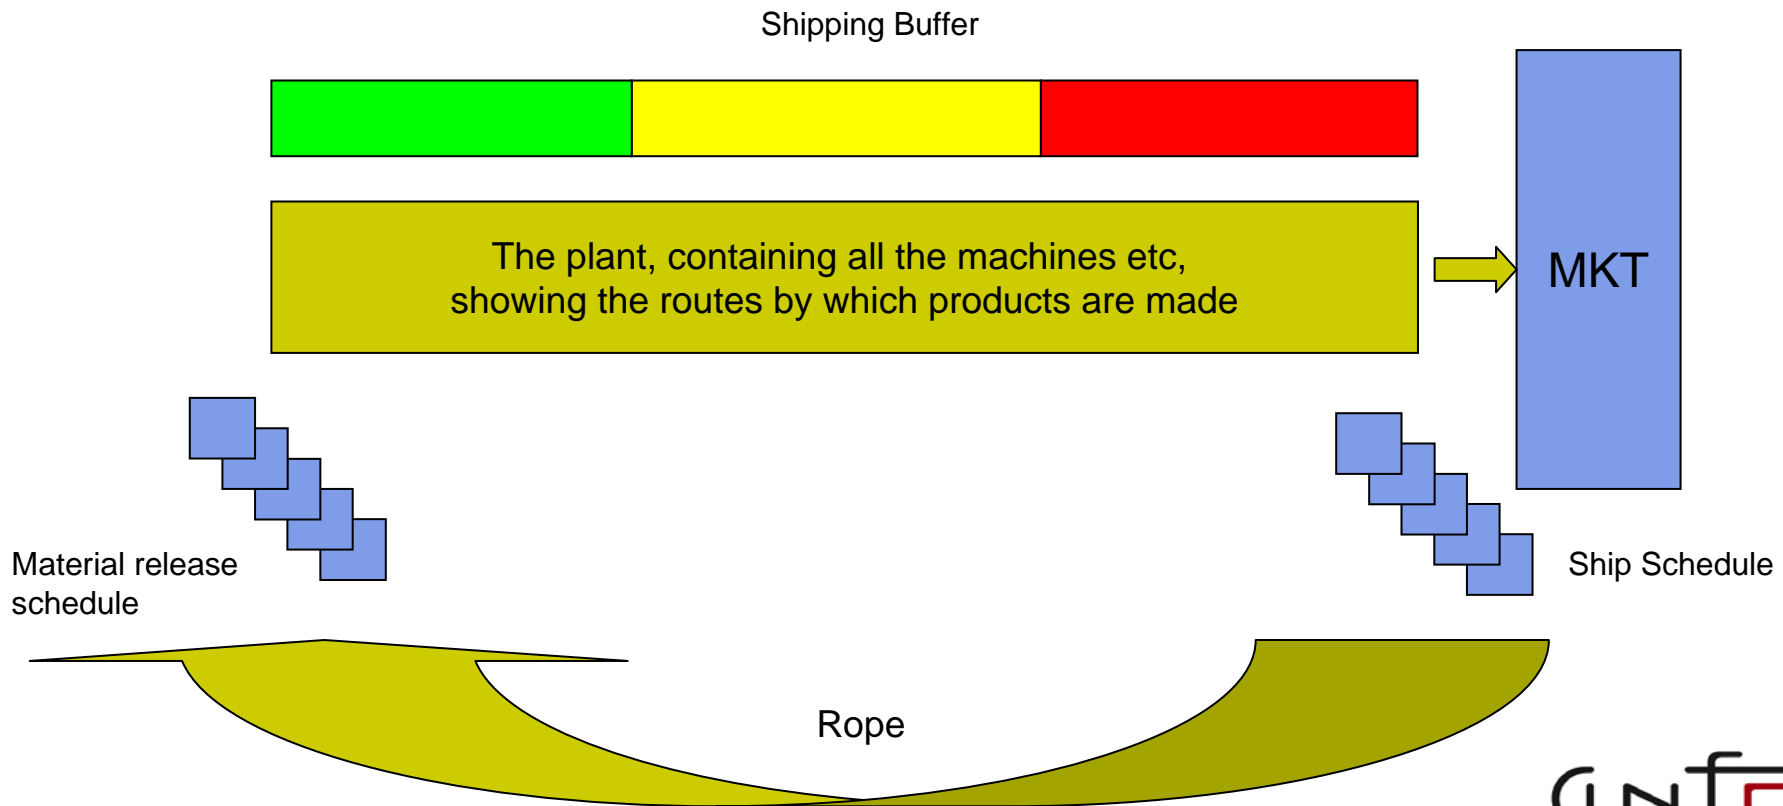 Shipping Buffer
The plant, containing all the machines etc,
showing the routes by which products are made
MKT
Material release
schedule
Ship Schedule
Rope